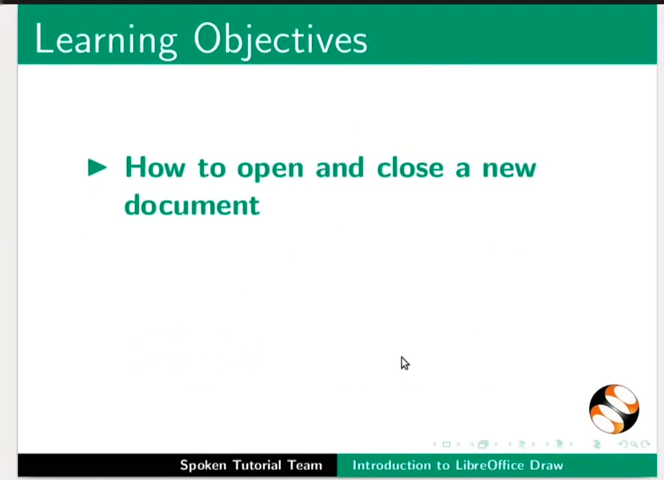 Learning Objectives
How to open and close a new
document
Spoken Tutorial Team
Introduction to LibreOffice Draw